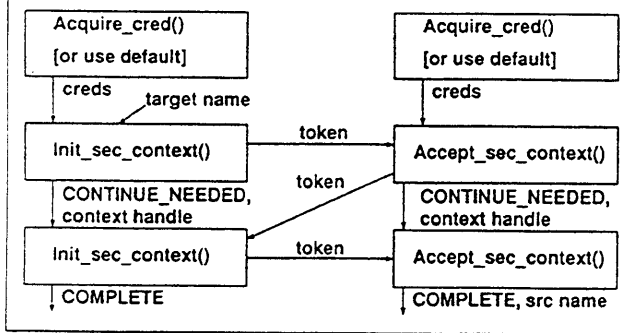 Acquire_cred()
[or use default]
Acquire_cred()
[or use default]
creds
target name
creds
Init_sec_context()
token
Accept_sec_context()
token
CONTINUE_NEEDED,
context handle
CONTINUE_NEEDED,
context handle
Init_sec_context()
token
Accept_sec_context()
COMPLETE
COMPLETE, src name